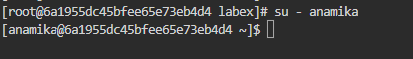 [root@6a1955dc45bfee65e73eb4d4 labex]# su - anamika
[anamika@6a1955dc45bfee65e73eb4d4 ~]$